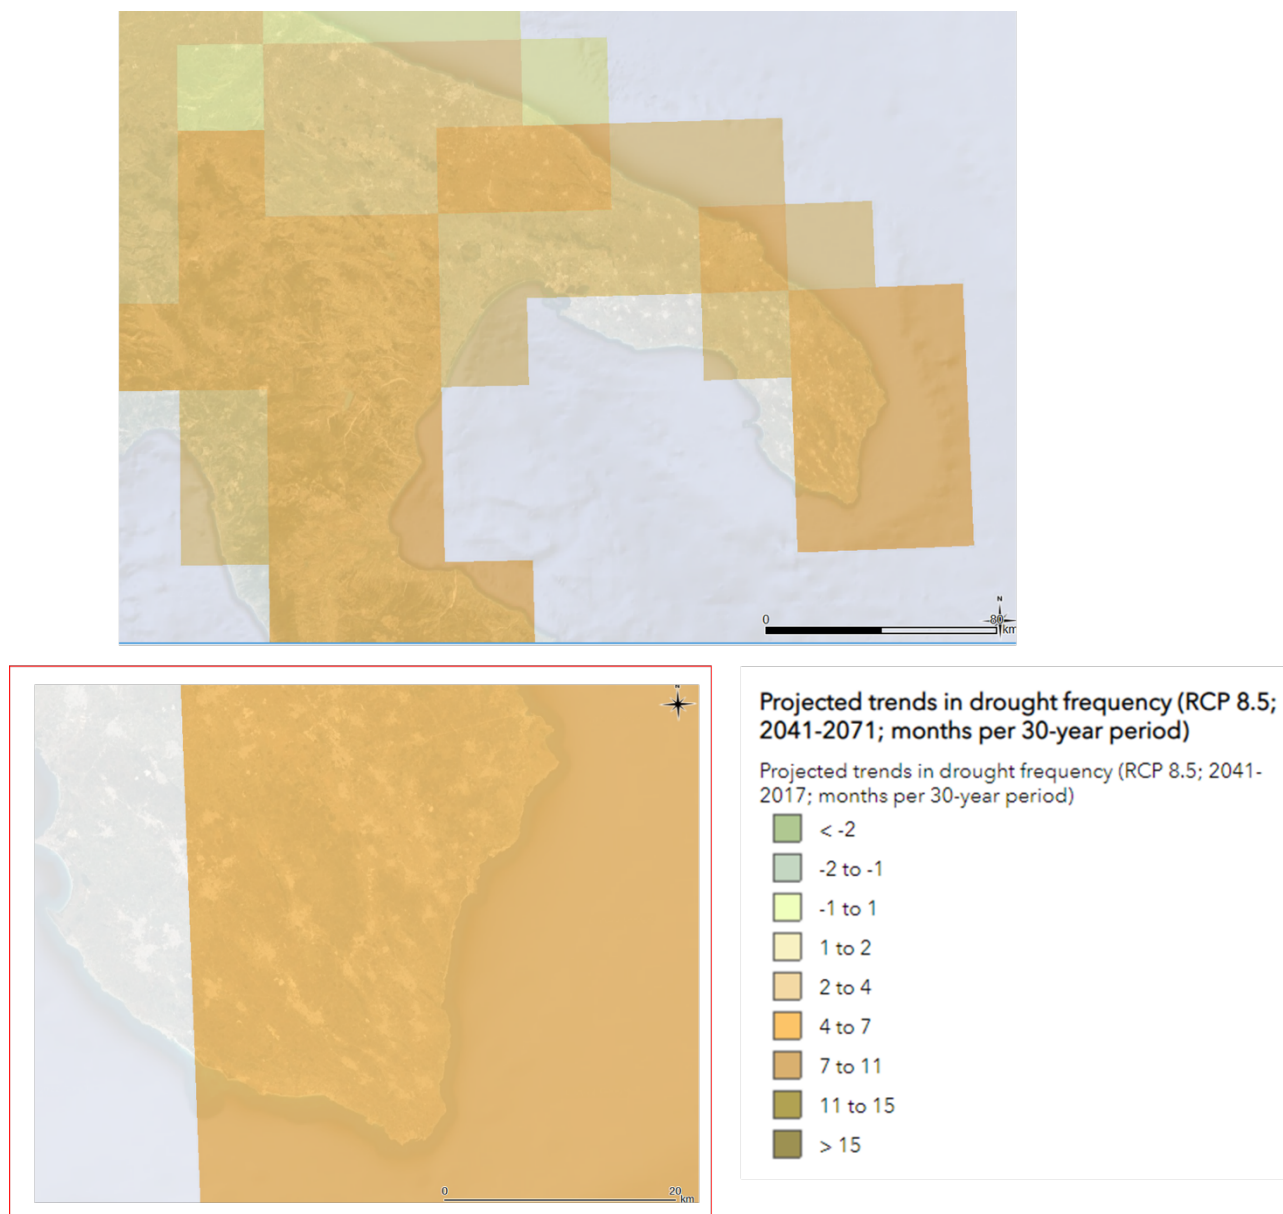 N
0
80
km
N
0
20
km
Projected trends in drought frequency (RCP 8.5;
2041-2071; months per 30-year period)
Projected trends in drought frequency (RCP 8.5; 2041-
2017; months per 30-year period)
< -2
-2 to -1
-1 to 1
1 to 2
2 to 4
4 to 7
7 to 11
11 to 15
> 15